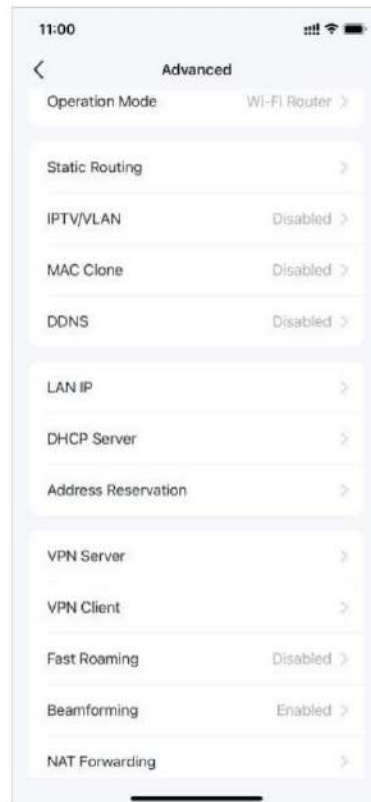 11:00
Advanced
Operation Mode Wi-Fi Router
Static Routing
IPTV/VLAN Disabled
MAC Clone Disabled
DDNS Disabled
LAN IP
DHCP Server
Address Reservation
VPN Server
VPN Client
Fast Roaming Disabled
Beamforming Enabled
NAT Forwarding